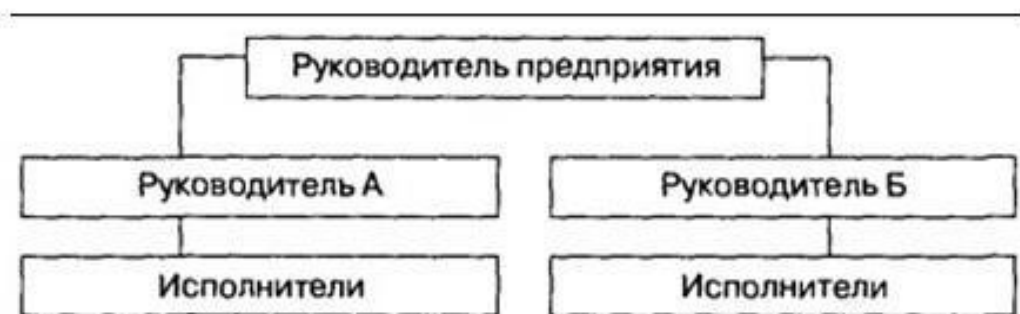 Руководитель предприятия
Руководитель А
Руководитель Б
Исполнители
Исполнители